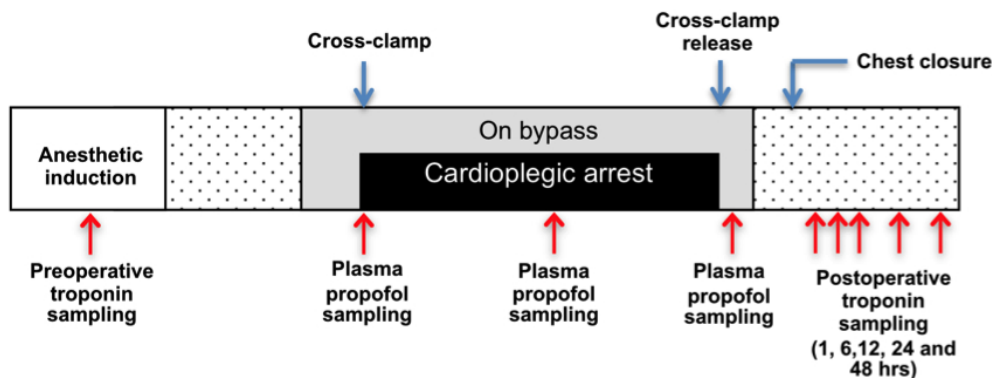 Cross-clamp
Cross-clamp
release
Chest closure
Anesthetic
induction
On bypass
Cardioplegic arrest
Preoperative
troponin
sampling
Plasma
propofol
sampling
Plasma
propofol
sampling
Plasma
propofol
sampling
Postoperative
troponin
sampling
(1, 6,12, 24 and
48 hrs)